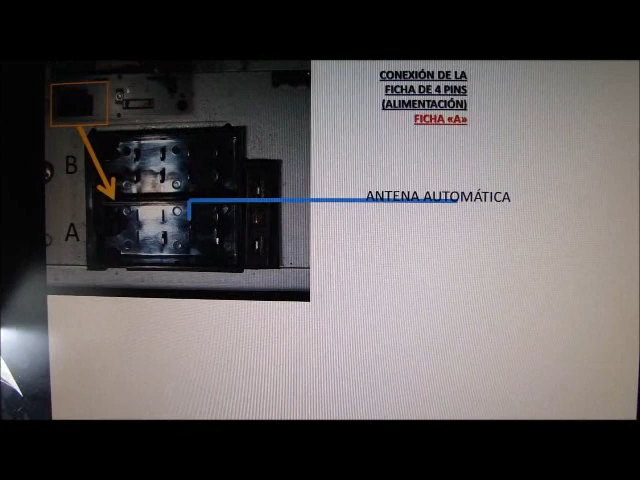 CONEXIÓN DE LA
FICHA DE 4 PINS
(ALIMENTACIÓN)
FICHA «A»
B
A
ANTENA AUTOMÁTICA